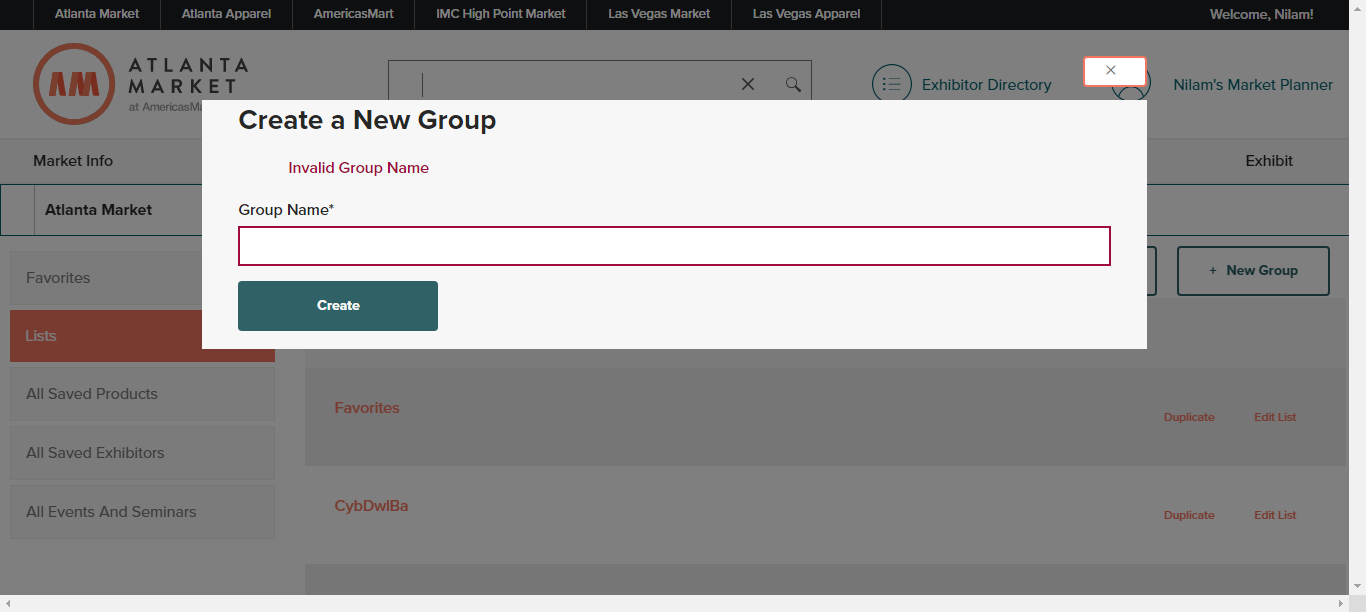 Atlanta Market Atlanta Apparel AmericasMart IMC High Point Market Las Vegas Market Las Vegas Apparel Welcome, Nilam!
ATLANTA
MARKET
at AmericasMa
Exhibitor Directory
Nilam's Market Planner
Market Info
Exhibit
Atlanta Market
Create a New Group
Invalid Group Name
Group Name*
Create
+ New Group
Favorites
Lists
All Saved Products
All Saved Exhibitors
All Events And Seminars
Favorites
Duplicate Edit List
CybDwlBa
Duplicate Edit List